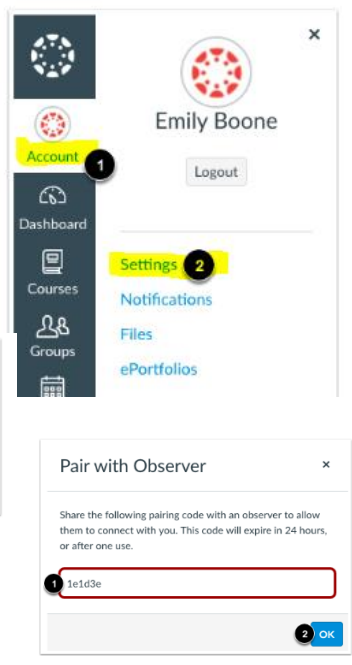 ×
Emily Boone
Account
1
Logout
Dashboard
Settings 2
Courses
Notifications
Files
Groups
ePortfolios
Pair with Observer ×
Share the following pairing code with an observer to allow
them to connect with you. This code will expire in 24 hours,
or after one use.
1 1e1d3e
2 OK